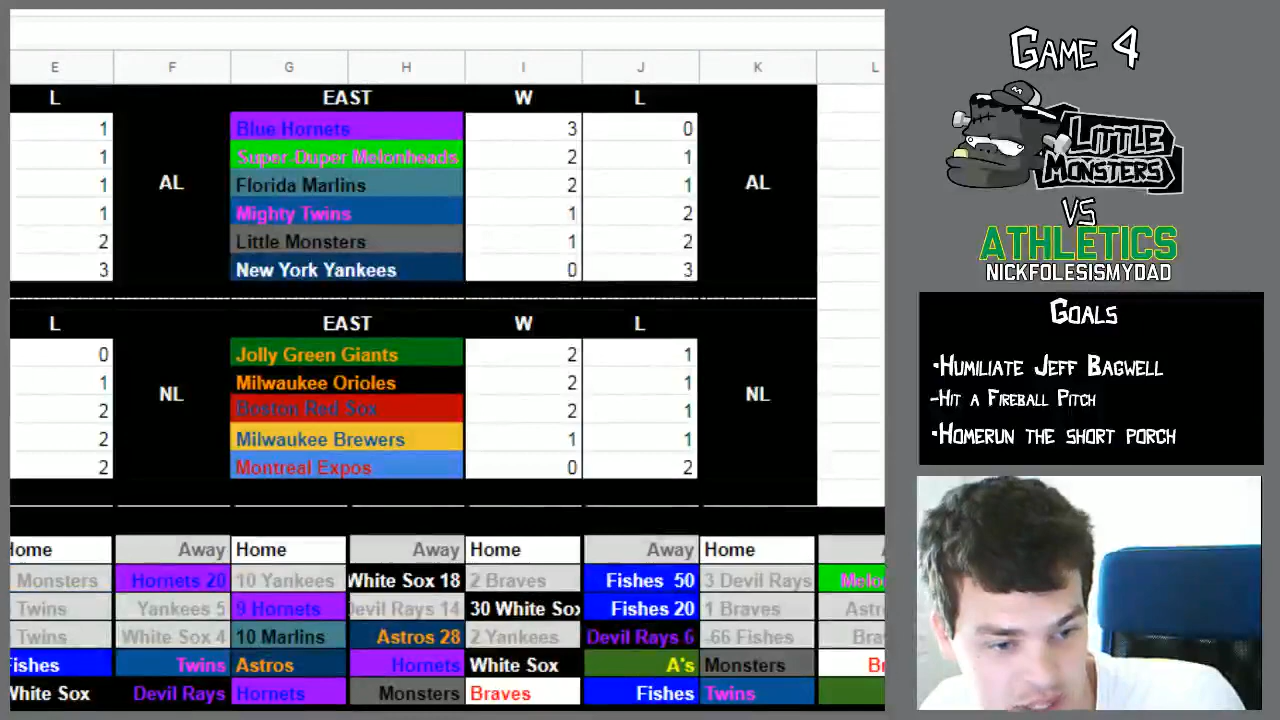 E F G H I J K L
L EAST W L
1 Blue Hornets 3 0
1 Super Duper Melonheads 2 1
1 AL Florida Marlins 2 1 AL
1 Mighty Twins 1 2
2 Little Monsters 1 2
3 New York Yankees 0 3
L EAST W L
0 Jolly Green Giants 2 1
1 Milwaukee Orioles 2 1
2 NL Boston Red Sox 2 1 NL
2 Milwaukee Brewers 1 1
2 Montreal Expos 0 2
Home Away Home Away Home Away Home
Monsters Hornets 20 10 Yankees White Sox 18 2 Braves Fishes 50 3 Devil Rays
Twins Yankees 5 9 Hornets Devil Rays 14 30 White Sox Fishes 20 1 Braves
Twins White Sox 4 10 Marlins Astros 28 2 Yankees Devil Rays 6 -66 Fishes
Fishes Twins Astros Hornets White Sox A's Monsters
White Sox Devil Rays Hornets Monsters Braves Fishes Twins
Game 4
Little
Monsters
vs
ATHLETICS
NICKFOLESISMYDAD
Goals
•Humiliate Jeff Bagwell
-Hit a Fireball Pitch
•Homerun the short porch